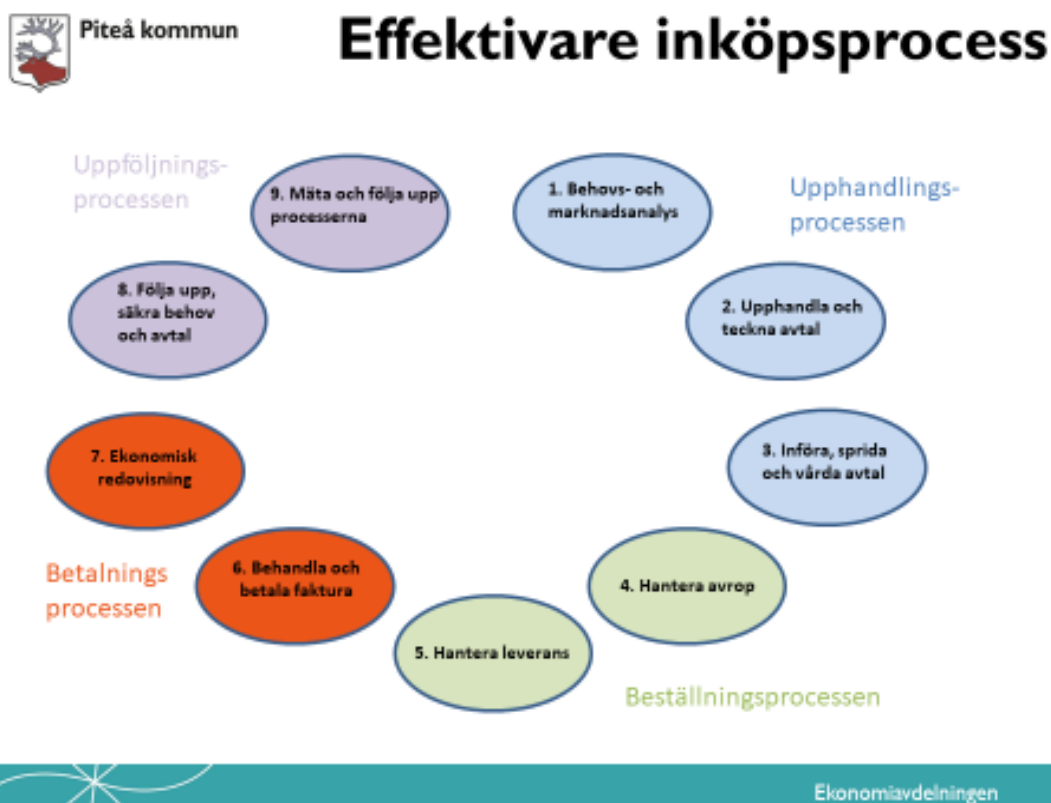 Piteå kommun
Effektivare inköpsprocess
Uppföljnings-
processen
9. Mäta och följa upp
processerna
1. Behovs- och
marknadsanalys
Upphandlings-
processen
8. Följa upp,
säkra behov
och avtal
2. Upphandla och
teckna avtal
7. Ekonomisk
redovisning
3. Införa, sprida
och vårda avtal
Betalnings
processen
6. Behandla och
betala faktura
4. Hantera avrop
5. Hantera leverans
Beställningsprocessen
Ekonomiavdelningen